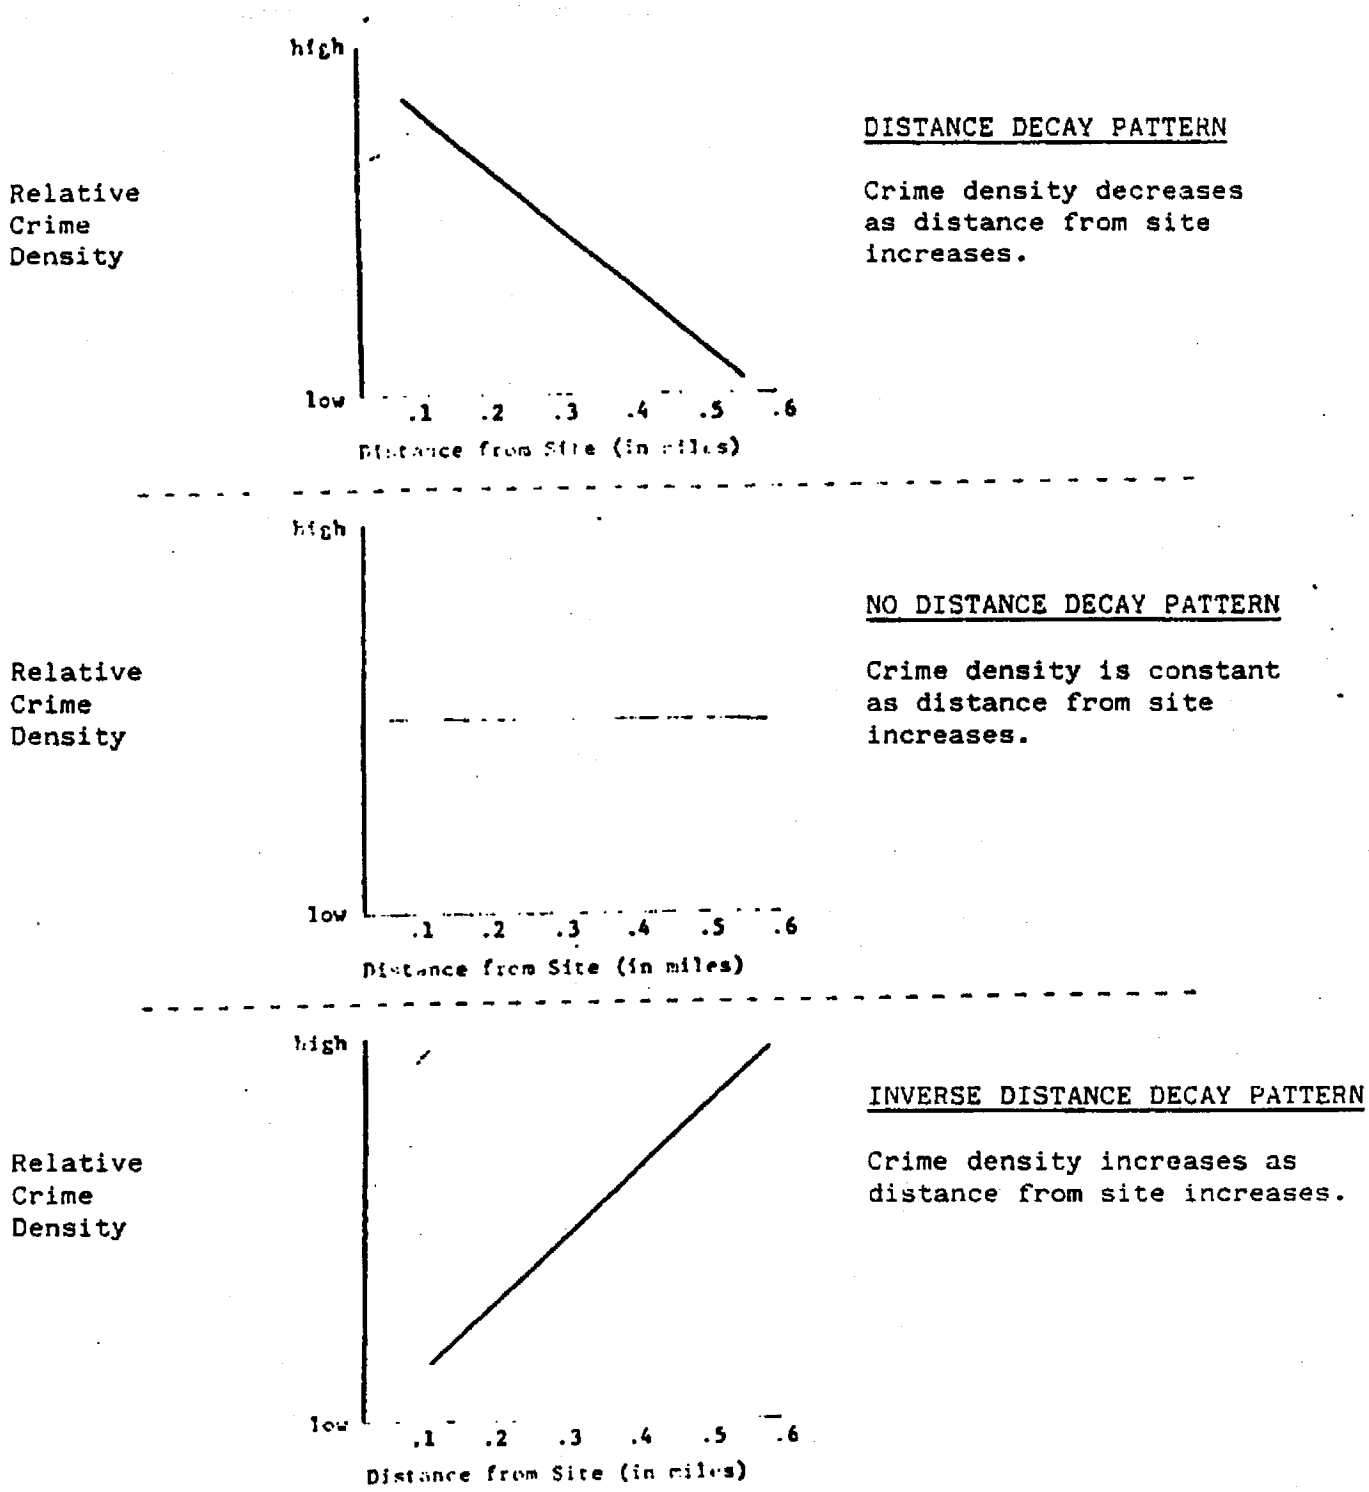 high
DISTANCE DECAY PATTERN
Relative
Crime
Density
Crime density decreases
as distance from site
increases.
low
.1 .2 .3 .4 .5 .6
Distance from Site (in miles)
high
NO DISTANCE DECAY PATTERN
Relative
Crime
Density
Crime density is constant
as distance from site
increases.
low
.1 .2 .3 .4 .5 .6
Distance from Site (in miles)
high
INVERSE DISTANCE DECAY PATTERN
Relative
Crime
Density
Crime density increases as
distance from site increases.
low
.1 .2 .3 .4 .5 .6
Distance from Site (in miles)